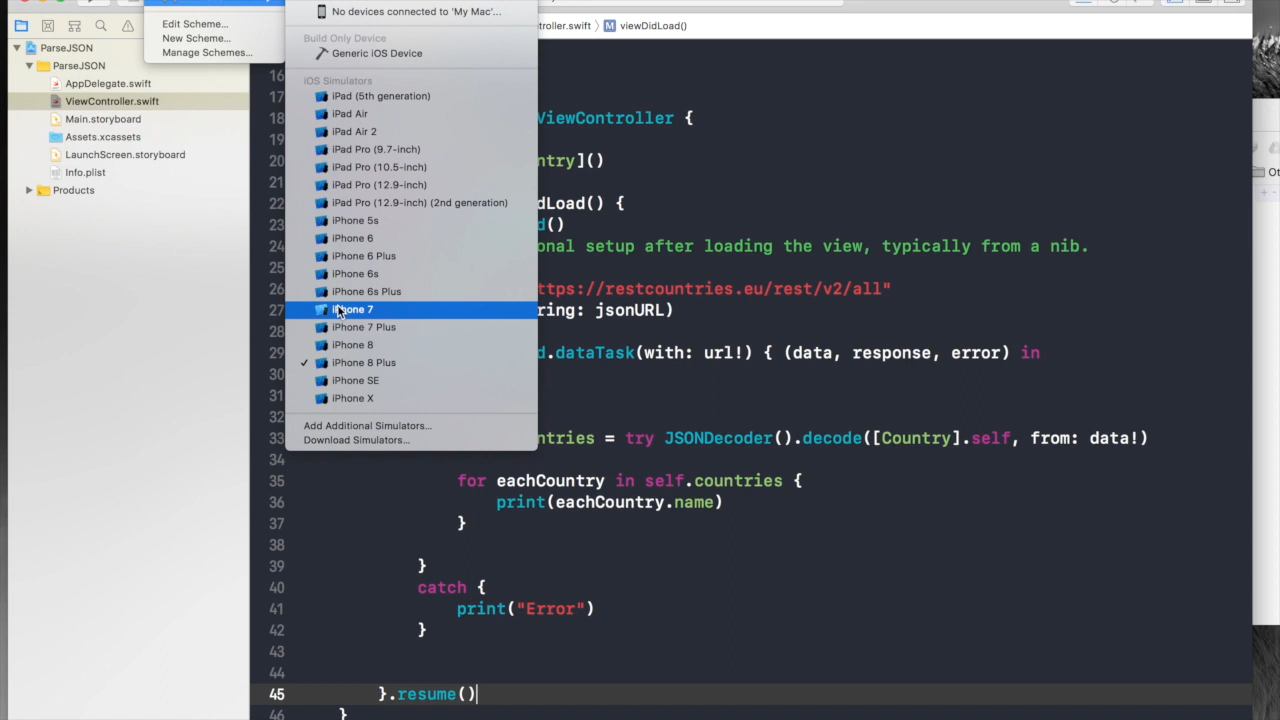 No devices connected to 'My Mac'...
Edit Scheme...
New Scheme...
Manage Schemes...
Build Only Device
Generic iOS Device
iOS Simulators
iPad (5th generation)
iPad Air
iPad Air 2
iPad Pro (9.7-inch)
iPad Pro (10.5-inch)
iPad Pro (12.9-inch)
iPad Pro (12.9-inch) (2nd generation)
iPhone 5s
iPhone 6
iPhone 6 Plus
iPhone 6s
iPhone 6s Plus
iPhone 7
iPhone 7 Plus
iPhone 8
iPhone 8 Plus
iPhone SE
iPhone X
Add Additional Simulators...
Download Simulators...
ParseJSON
ParseJSON
AppDelegate.swift
ViewController.swift
Main.storyboard
Assets.xcassets
LaunchScreen.storyboard
Info.plist
Products
ntroller.swift M viewDidLoad()
16
17
18 ViewController {
19
20 ntry]()
21
22 dLoad() {
23 d()
24 onal setup after loading the view, typically from a nib.
25
26 ttps://restcountries.eu/rest/v2/all"
27 ring: jsonURL)
28
29 d.dataTask(with: url!) { (data, response, error) in
30
31
32
33 ntries = try JSONDecoder().decode([Country].self, from: data!)
34
35 for eachCountry in self.countries {
36 print(eachCountry.name)
37 }
38
39 }
40 catch {
41 print("Error")
42 }
43
44
45 }.resume()
46 }
Ot